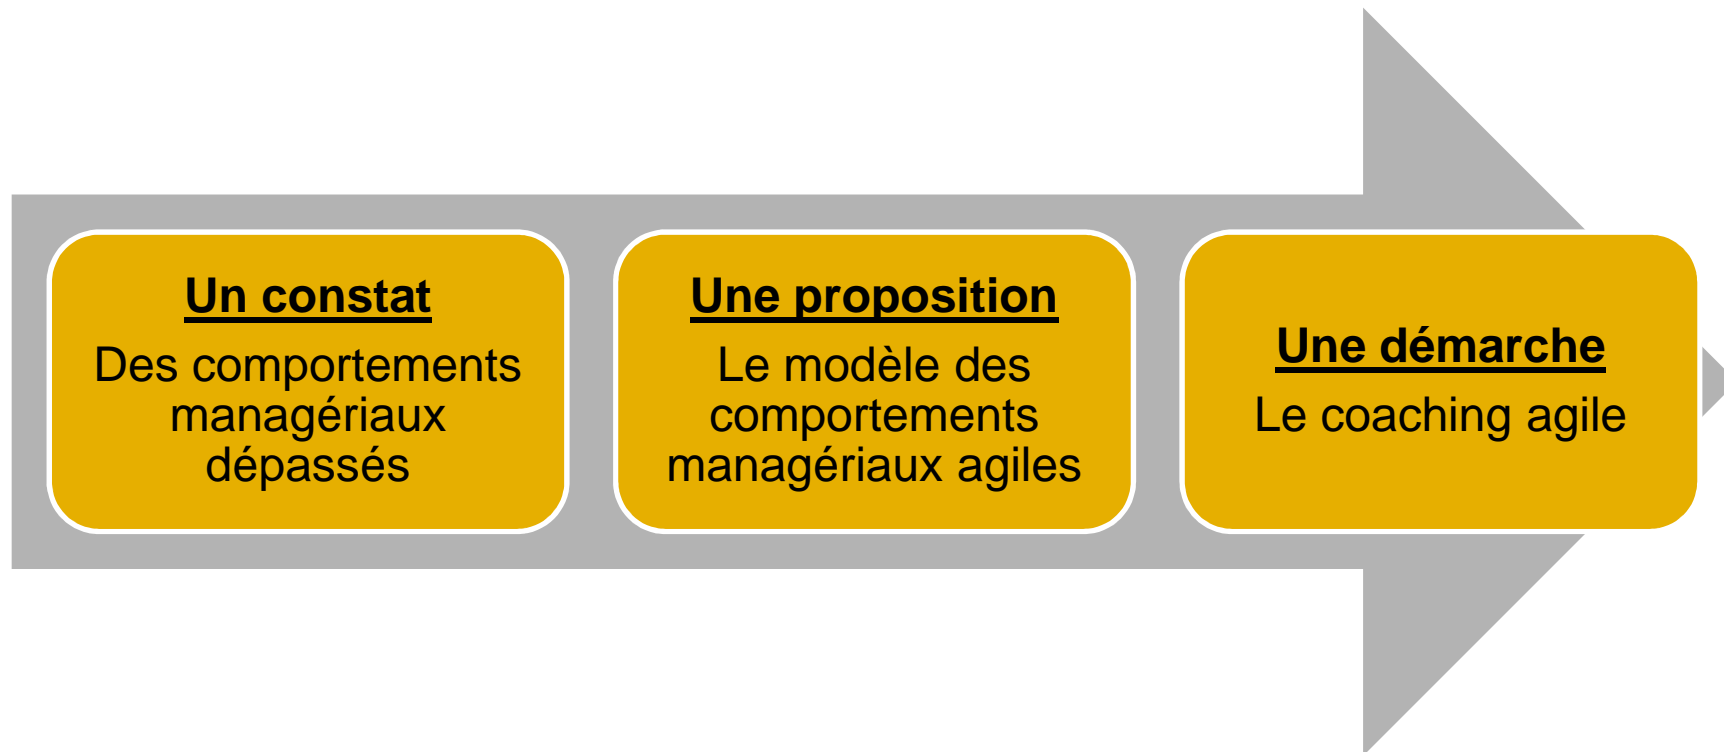 Un constat
Des comportements
managériaux
dépassés
Une proposition
Le modèle des
comportements
managériaux agiles
Une démarche
Le coaching agile